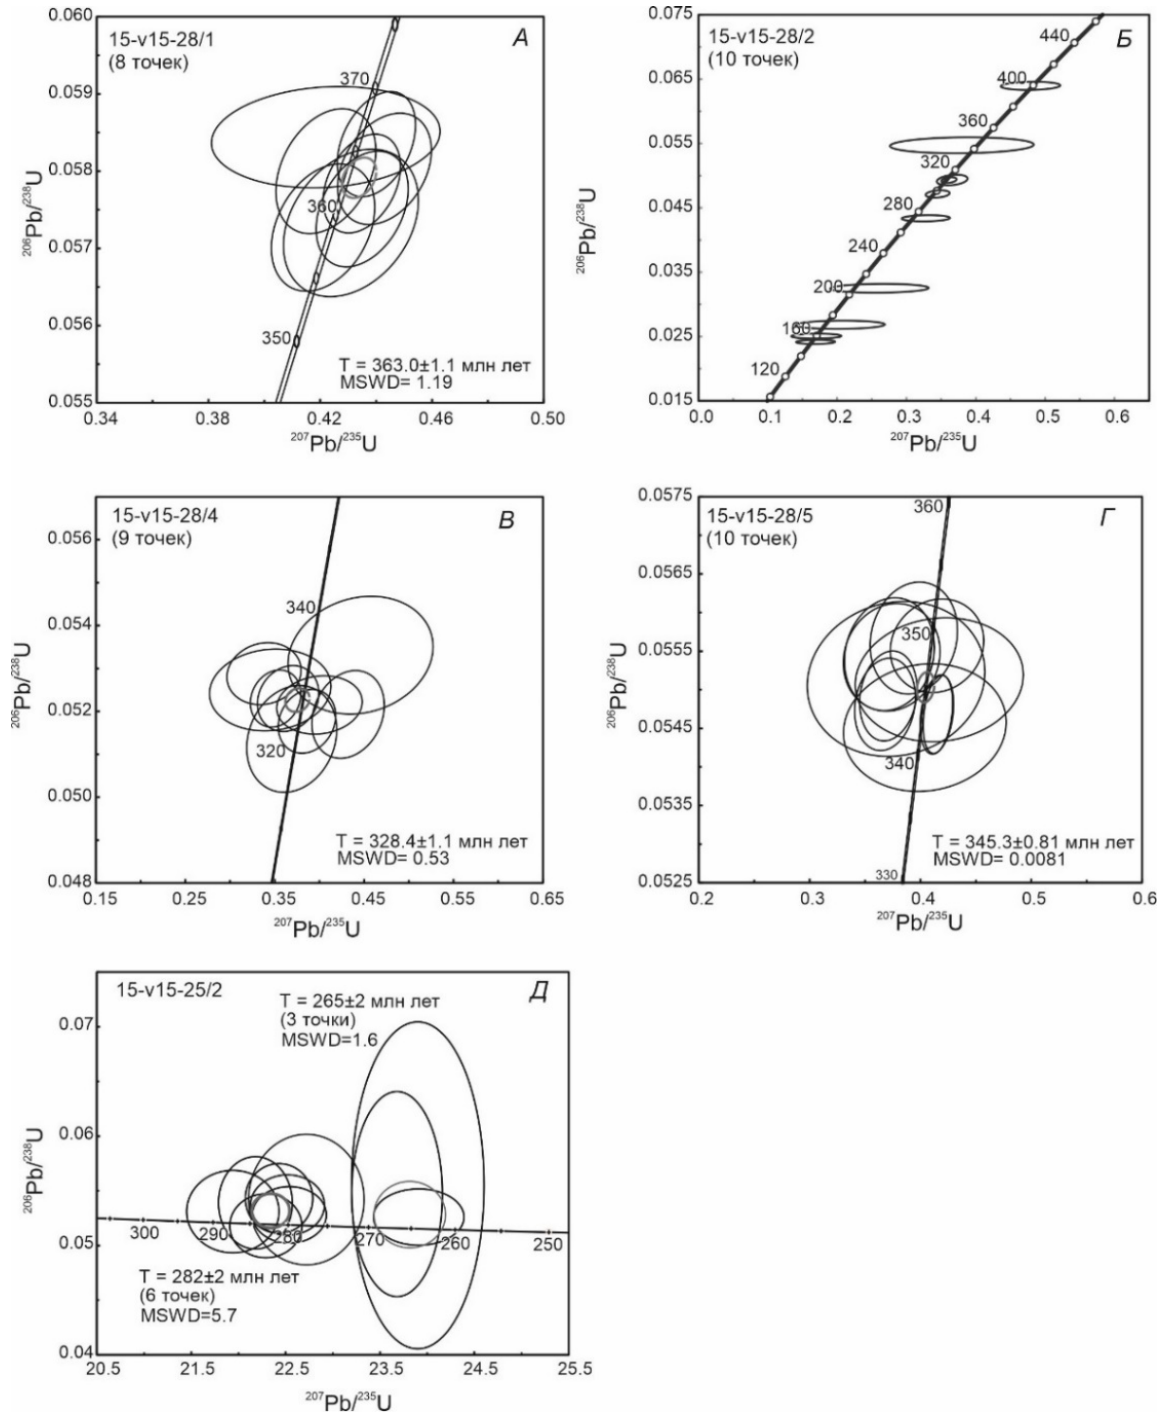 15-v15-28/1
(8 точек)
А
0.060
0.059
0.058
0.057
0.056
0.055
206Pb/238U
370
360
350
T = 363.0±1.1 млн лет
MSWD= 1.19
0.34
0.38
0.42
0.46
0.50
207Pb/235U
15-v15-28/2
(10 точек)
Б
0.075
0.065
0.055
0.045
0.035
0.025
0.015
206Pb/238U
440
400
360
320
280
240
200
160
120
0.0
0.1
0.2
0.3
0.4
0.5
0.6
207Pb/235U
15-v15-28/4
(9 точек)
В
0.056
0.054
0.052
0.050
0.048
206Pb/238U
340
320
T = 328.4±1.1 млн лет
MSWD= 0.53
0.15
0.25
0.35
0.45
0.55
0.65
207Pb/235U
15-v15-28/5
(10 точек)
Г
0.0575
0.0565
0.0555
0.0545
0.0535
0.0525
206Pb/238U
360
350
340
330
T = 345.3±0.81 млн лет
MSWD= 0.0081
0.2
0.3
0.4
0.5
0.6
207Pb/235U
15-v15-25/2
Д
T = 265±2 млн лет
(3 точки)
MSWD=1.6
0.07
0.06
0.05
0.04
206Pb/238U
300
290
280
270
260
250
T = 282±2 млн лет
(6 точек)
MSWD=5.7
20.5
21.5
22.5
23.5
24.5
25.5
207Pb/235U